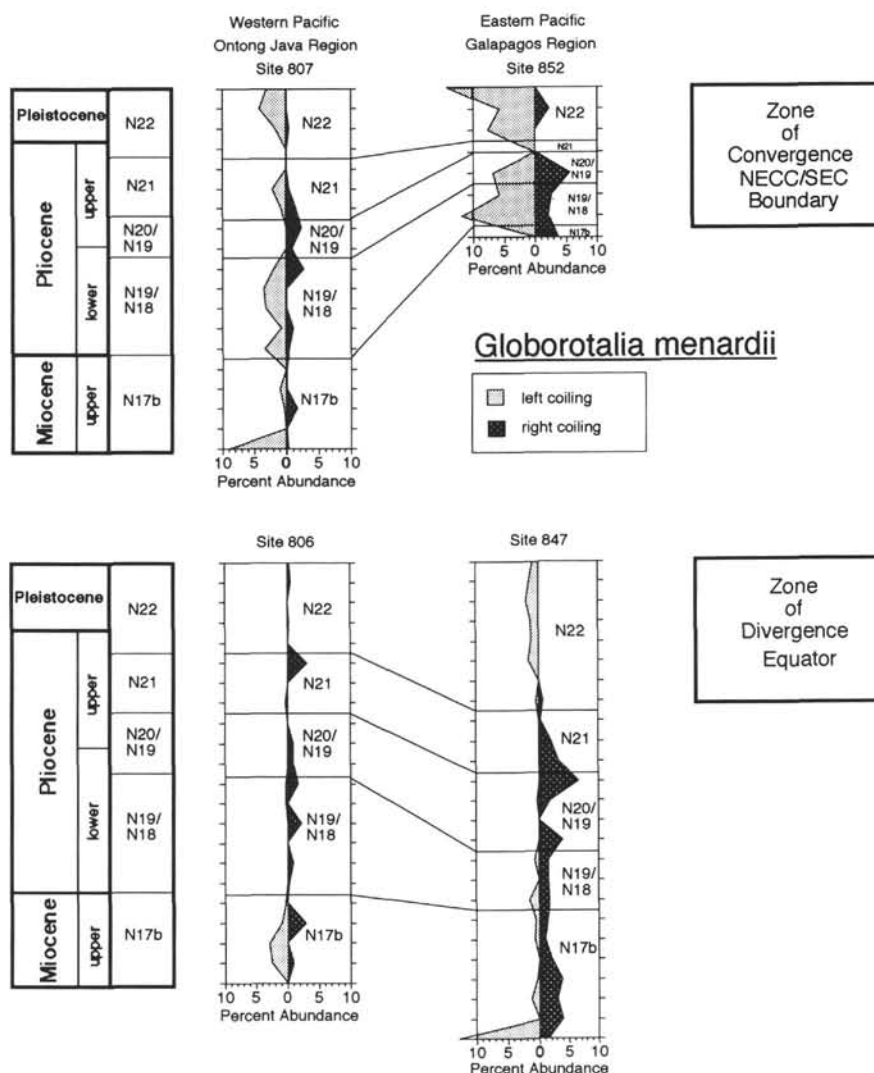 Western Pacific
Ontong Java Region
Site 807
Eastern Pacific
Galapagos Region
Site 852
Pleistocene
Pliocene
upper
lower
Miocene
upper
N22
N21
N20/
N19
N19/
N18
N17b
N22
N21
N20/
N19
N19/
N18
N17b
10 5 0 5 10
Percent Abundance
N22
N21
N20/
N19
N19/
N18
N17b
10 5 0 5 10
Percent Abundance
Zone
of
Convergence
NECC/SEC
Boundary
Globorotalia menardii
left coiling
right coiling
Site 806
Site 847
Pleistocene
Pliocene
upper
lower
Miocene
upper
N22
N21
N20/
N19
N19/
N18
N17b
N22
N21
N20/
N19
N19/
N18
N17b
10 5 0 5 10
Percent Abundance
N22
N21
N20/
N19
N19/
N18
N17b
10 5 0 5 10
Percent Abundance
Zone
of
Divergence
Equator